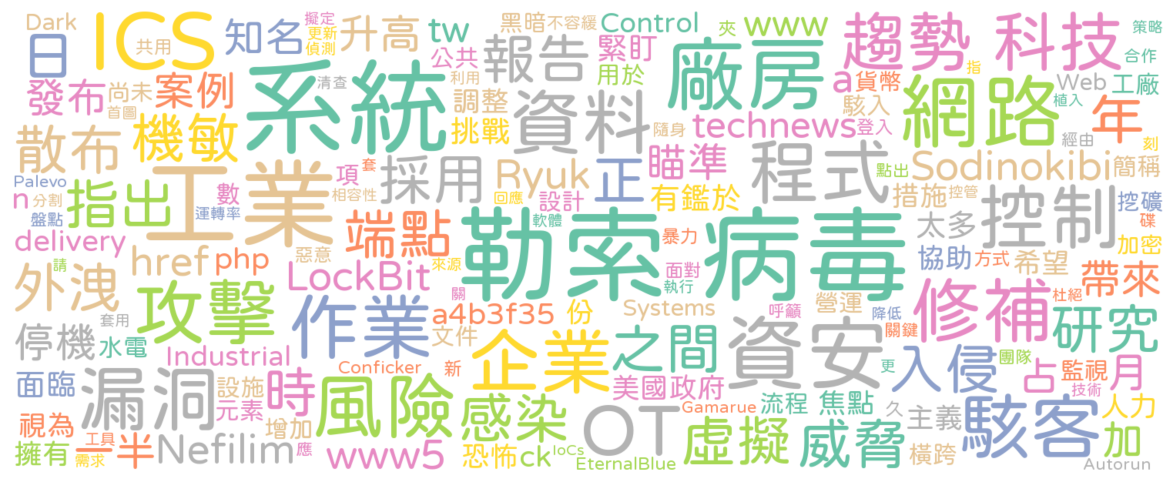 Dark
ICS
共用
日
知名
擬定
更新
偵測
升高
tw
公共
報告
黑暗
不容緩
Control
緊盯
用於
夾
www
趨勢
科技
策略
合作
發布
尚未
首圖
案例
清查
系統
利用
調整
挑戰
資料
廠房
隨身
a
貨幣
駭入
technews
登入
網路
Web
植入
工廠
年
刻
散布
機敏
工業
套
項
相容性
採用
Ryuk
回應
設計
正
瞄準
有鑑於
程式
點出
Sodinokibi
經由
簡稱
措施
控管
挖礦
碟
指
Palevo
n
分割
盤點
指出
數
運轉率
端點
軟體
勒索
病毒
暴力
太多
控制
加密
delivery
惡意
來源
面對
執行
協助
方式
希望
帶來
外洩
href
php
LockBit
請
攻擊
關
作業
a4b3f35
份
文件
Systems
呼籲
營運
降低
關鍵
修補
杜絕
研究
停機
套用
水電
Industrial
Conficker
新
企業
之間
美國政府
資安
更
入侵
團隊
占
監視
技術
月
面臨
漏洞
設施
元素
時
風險
感染
OT
Gamarue
流程
焦點
久
主義
駭客
人力
加
視為
擁有
工具
需求
一半
Nefilim
增加
應
www5
恐怖
ck
IoCs
EternalBlue
虛擬
威脅
橫跨
Autorun